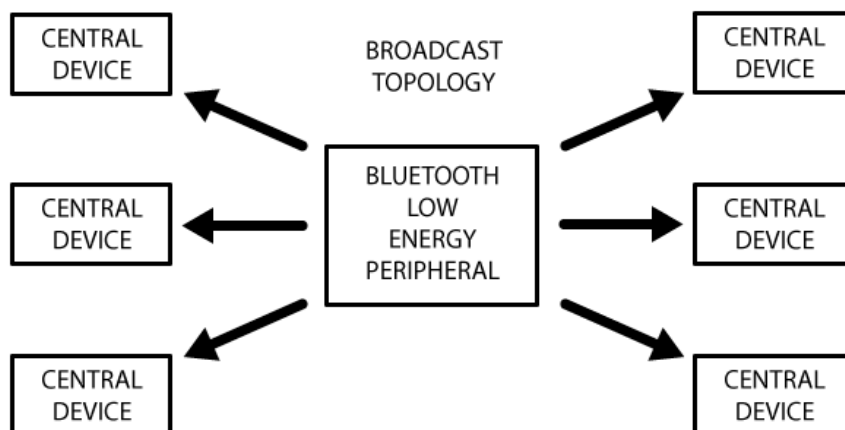 CENTRAL
DEVICE
BROADCAST
TOPOLOGY
CENTRAL
DEVICE
CENTRAL
DEVICE
BLUETOOTH
LOW
ENERGY
PERIPHERAL
CENTRAL
DEVICE
CENTRAL
DEVICE
CENTRAL
DEVICE